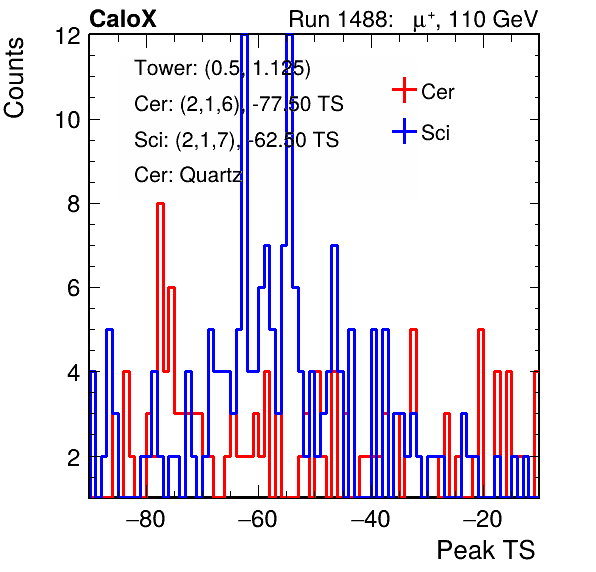 CaloX Run 1488: μ⁺, 110 GeV
Counts
12
10
8
6
4
2
Tower: (0.5, 1.125)
Cer: (2,1,6), -77.50 TS
Sci: (2,1,7), -62.50 TS
Cer: Quartz
Cer
Sci
−80 −60 −40 −20
Peak TS